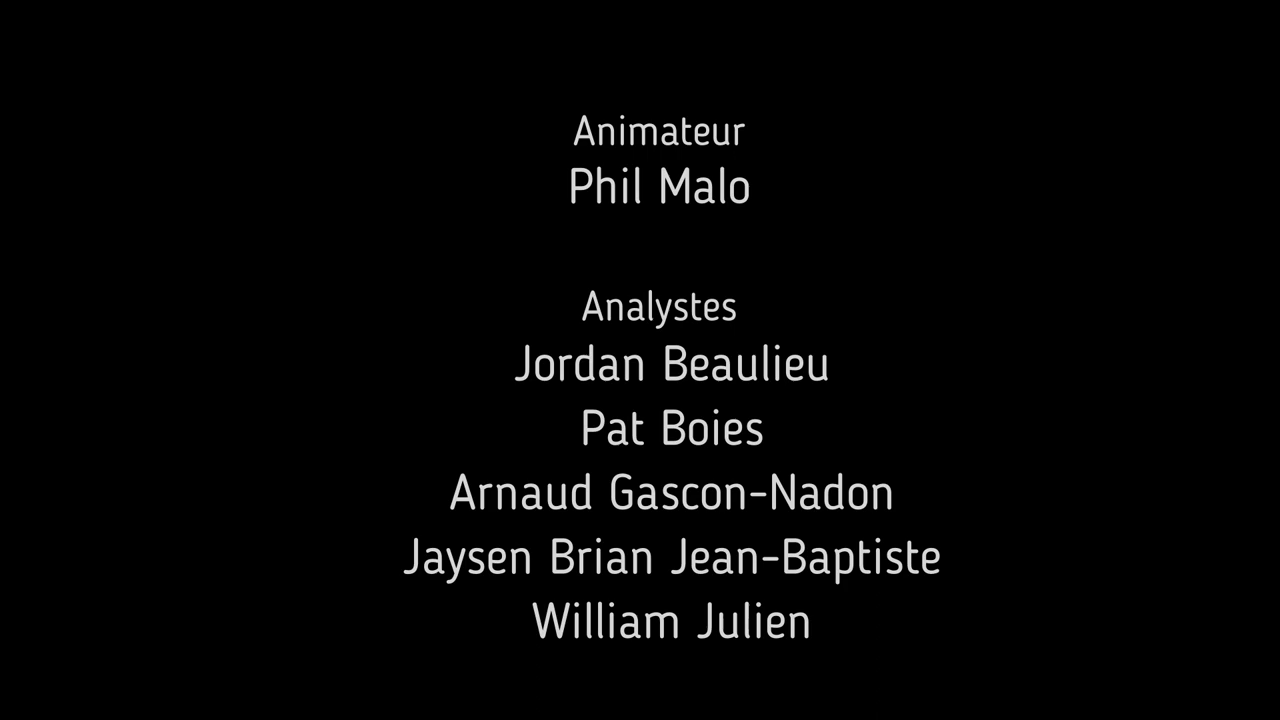 Animateur
Phil Malo
Analystes
Jordan Beaulieu
Pat Boies
Arnaud Gascon-Nadon
Jaysen Brian Jean-Baptiste
William Julien